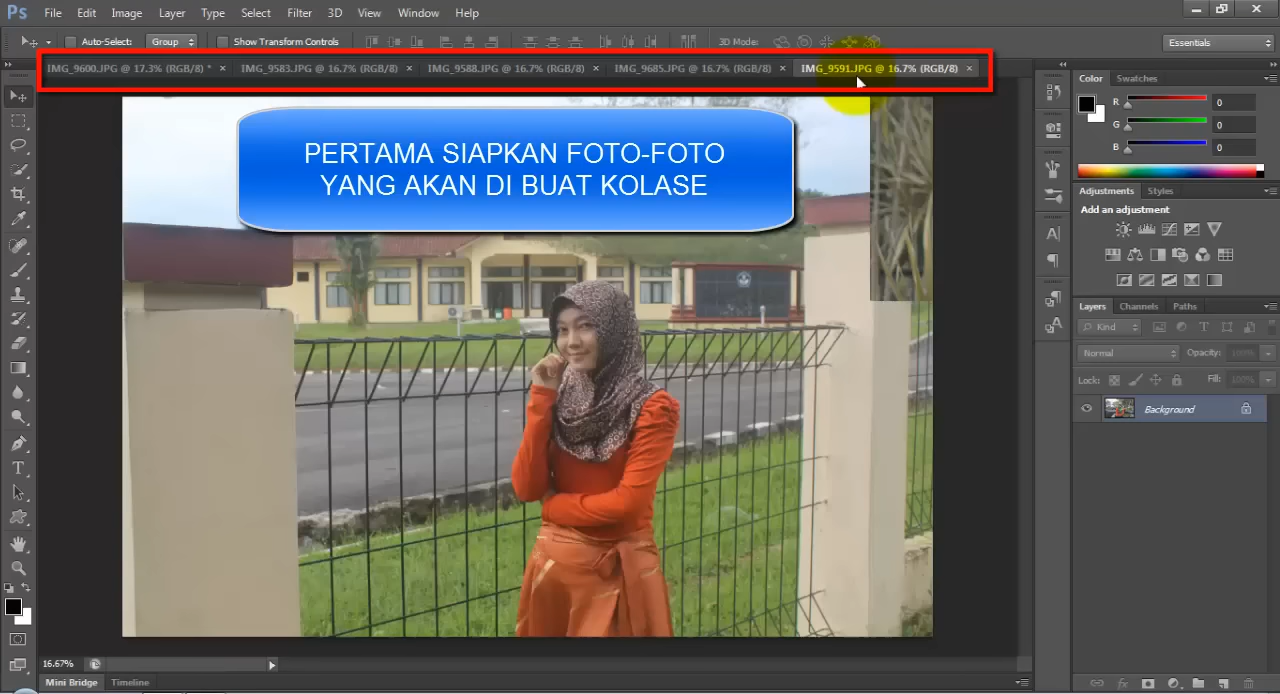 Ps File Edit Image Layer Type Select Filter 3D View Window Help
Auto-Select: Group Show Transform Controls 3D Mode: Essentials
IMG_9600.JPG @ 17.3% (RGB/8) * × IMG_9583.JPG @ 16.7% (RGB/8) × IMG_9588.JPG @ 16.7% (RGB/8) × IMG_9685.JPG @ 16.7% (RGB/8) × IMG_9591.JPG @ 16.7% (RGB/8) ×
Color Swatches
R 0
G 0
B 0
PERTAMA SIAPKAN FOTO-FOTO
YANG AKAN DI BUAT KOLASE
Adjustments Styles
Add an adjustment
Layers Channels Paths
Kind
Normal Opacity: 100%
Lock: Fill: 100%
Background
16.67%
Mini Bridge Timeline